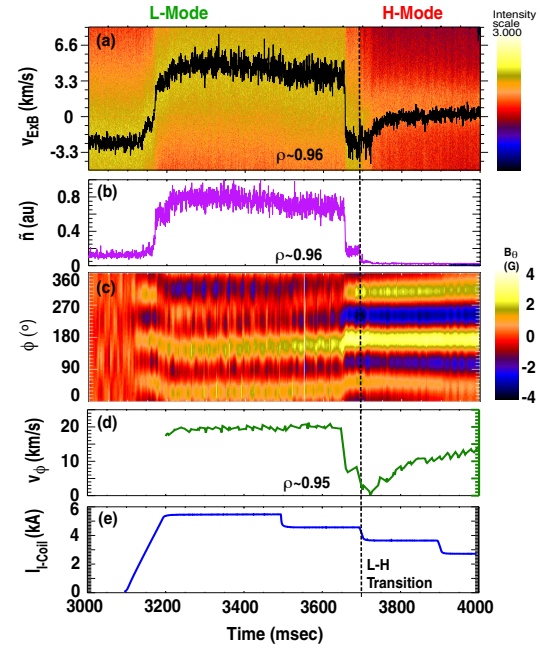 L-Mode H-Mode
Intensity
scale
3.000
(a)
6.6
3.3
0
-3.3
v_ExB (km/s)
ρ~0.96
(b)
0.8
0.4
0
ñ (au)
ρ~0.96
(c)
360
270
180
90
0
ϕ (°)
B_θ
(G)
4
2
0
-2
-4
(d)
20
10
0
v_ϕ (km/s)
ρ~0.95
(e)
6
4
2
0
I_I-Coil (kA)
L-H
Transition
3000 3200 3400 3600 3800 4000
Time (msec)